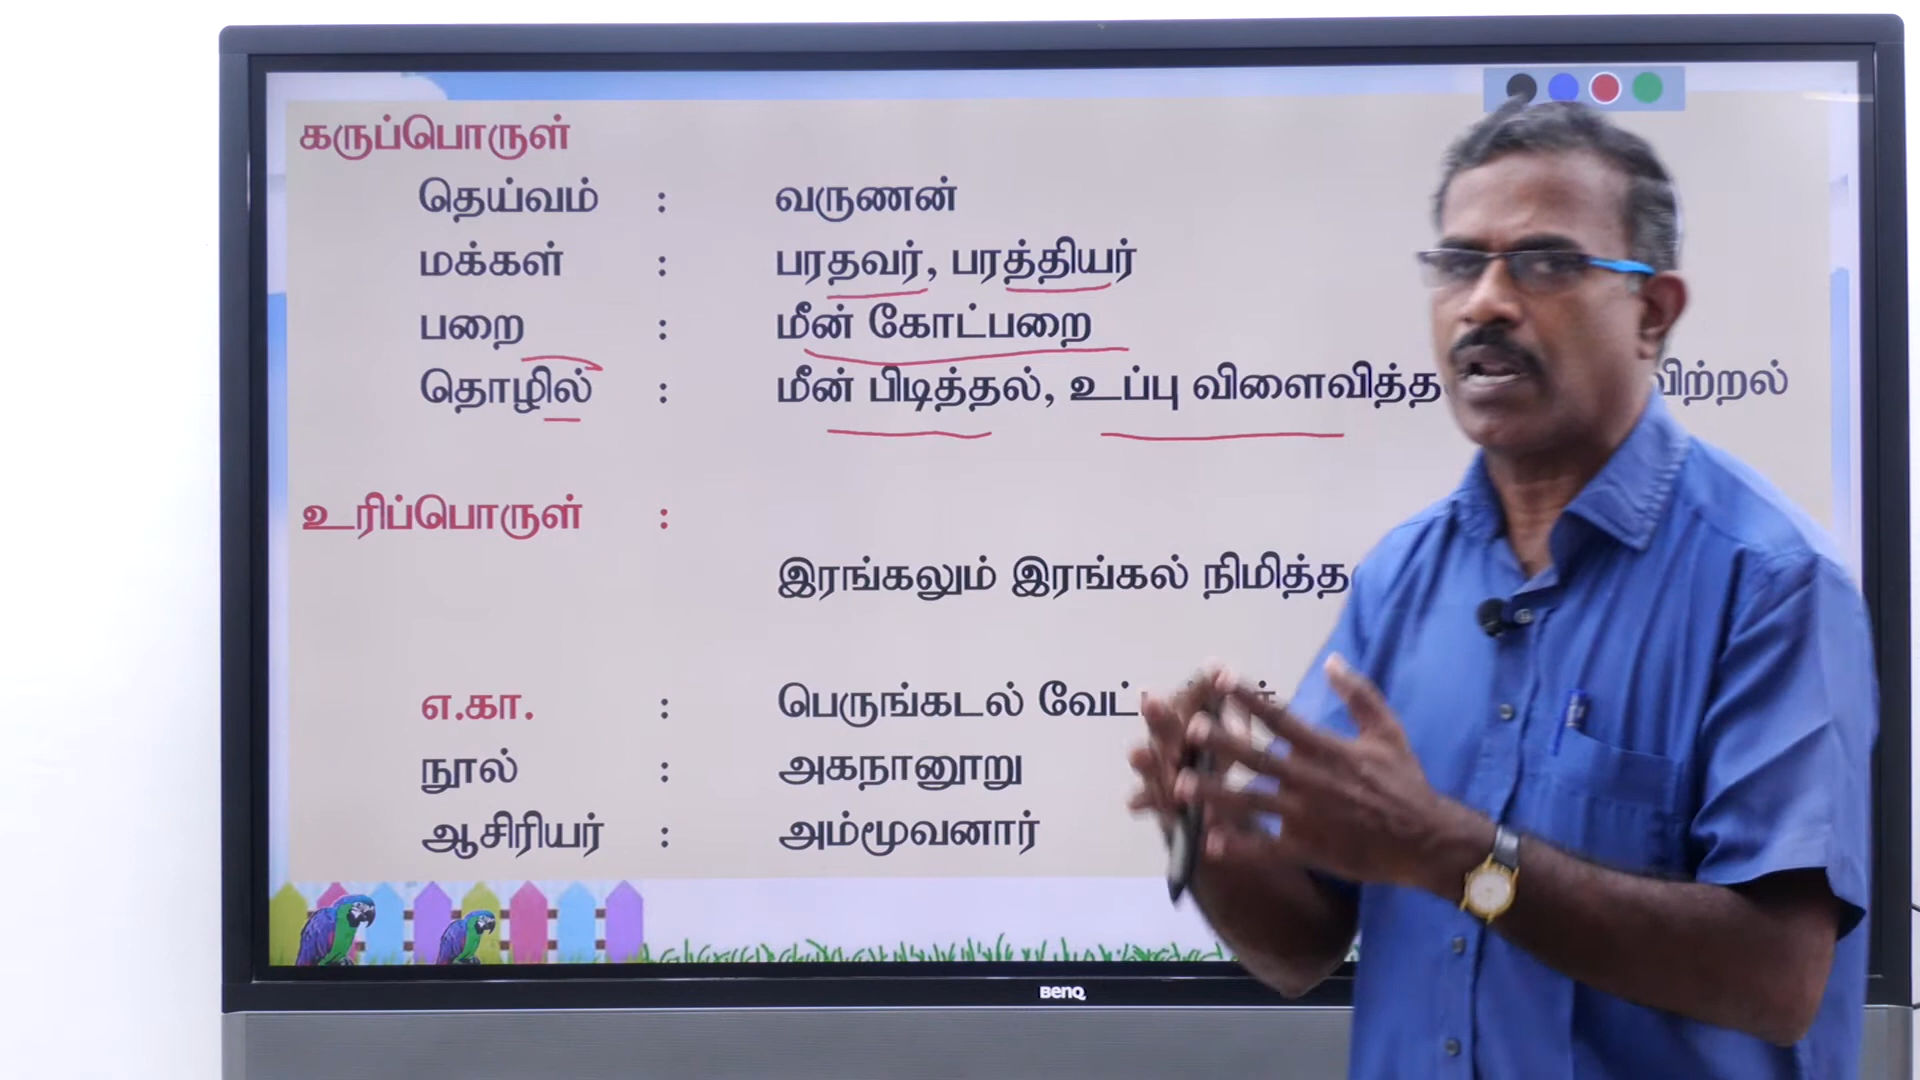 கருப்பொருள்
தெய்வம் : வருணன்
மக்கள் : பரதவர், பரத்தியர்
பறை : மீன் கோட்பறை
தொழில் : மீன் பிடித்தல், உப்பு விளைவித்த
உரிப்பொருள் :
இரங்கலும் இரங்கல் நிமித்த
எ.கா. : பெருங்கடல்
நூல் : அகநானூறு
ஆசிரியர் : அம்மூவனார்
BenQ